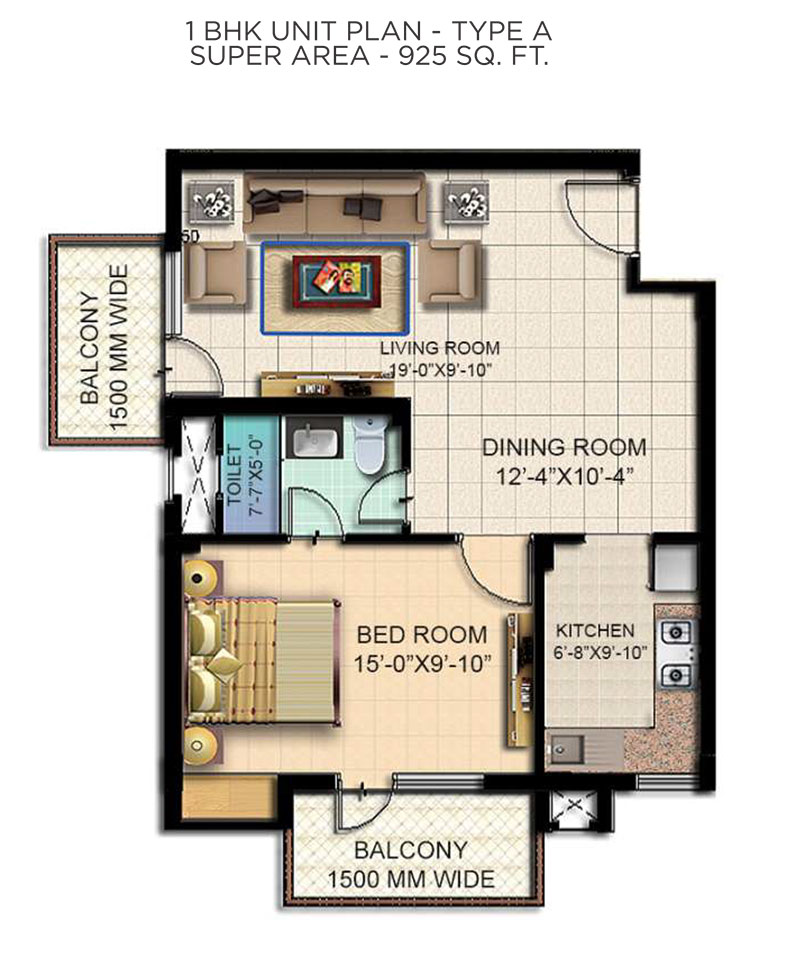 1 BHK UNIT PLAN - TYPE A
SUPER AREA - 925 SQ. FT.
BALCONY
1500 MM WIDE
LIVING ROOM
19'-0"X9'-10"
DINING ROOM
12'-4"X10'-4"
TOILET
7'-7"X5'-0"
BED ROOM
15'-0"X9'-10"
KITCHEN
6'-8"X9'-10"
BALCONY
1500 MM WIDE